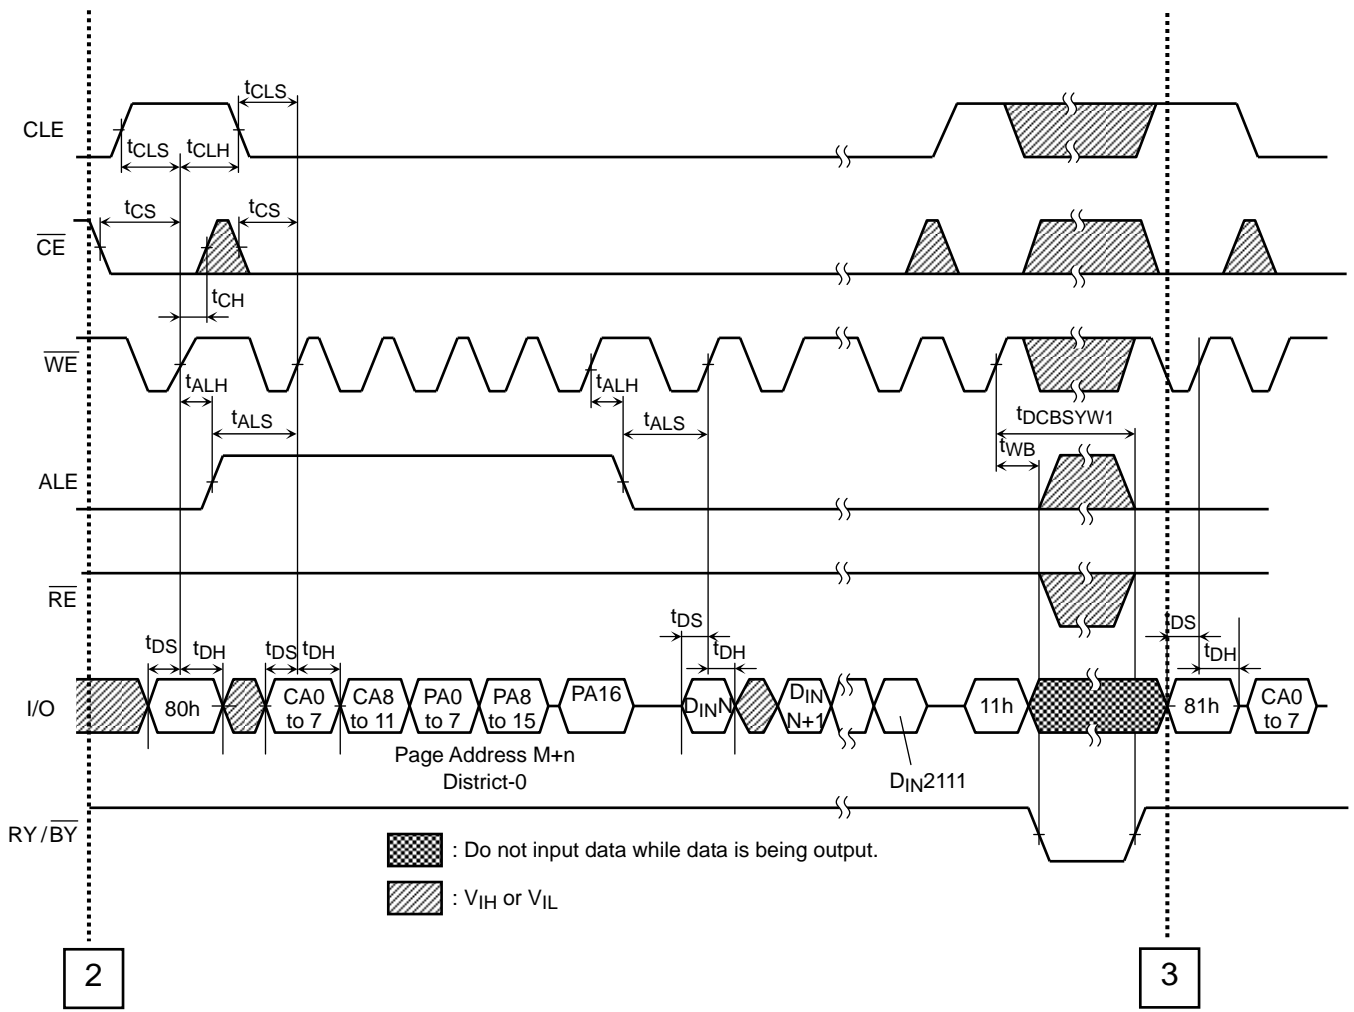 tCLS
CLE
tCLS
tCLH
tCS
tCS
CE
tCH
WE
tALH
tALH
tALS
tALS
tDCBSYW1
tWB
ALE
RE
tDS
tDH
tDS
tDH
tDS
tDH
DS
tDH
I/O
80h
CA0
to 7
CA8
to 11
PA0
to 7
PA8
to 15
PA16
DINN
DIN
N+1
11h
81h
CA0
to 7
Page Address M+n
District-0
DIN2111
RY/BY
: Do not input data while data is being output.
: VIH or VIL
2
3